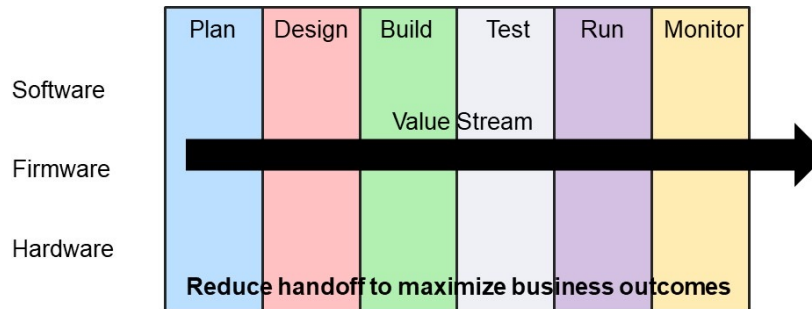 Plan Design Build Test Run Monitor
Software
Value Stream
Firmware
Hardware
Reduce handoff to maximize business outcomes